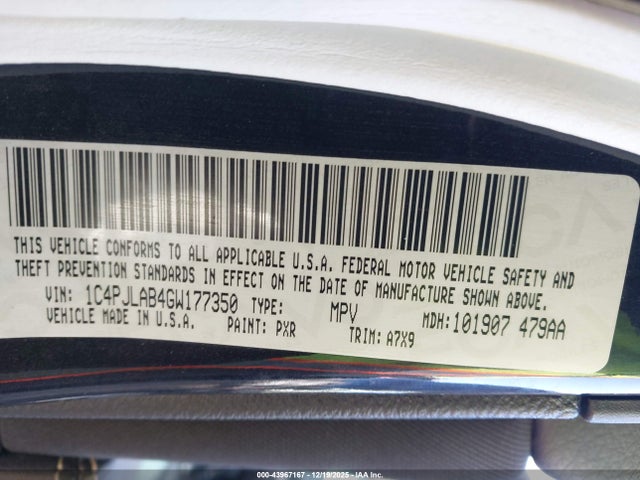 THIS VEHICLE CONFORMS TO ALL APPLICABLE U.S.A. FEDERAL MOTOR VEHICLE SAFETY AND
THEFT PREVENTION STANDARDS IN EFFECT ON THE DATE OF MANUFACTURE SHOWN ABOVE.
VIN: 1C4PJLAB4GW177350 TYPE: MPV MDH:101907 479AA
VEHICLE MADE IN U.S.A. PAINT: PXR TRIM: A7X9
000-43967167 - 12/19/2025 - Copyright IAA, Inc.